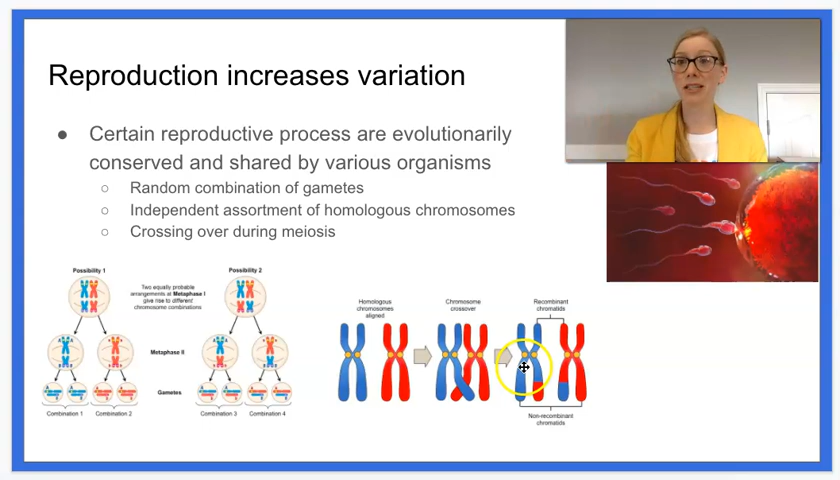 Reproduction increases variation
● Certain reproductive process are evolutionarily
conserved and shared by various organisms
○ Random combination of gametes
○ Independent assortment of homologous chromosomes
○ Crossing over during meiosis
Possibility 1
Two equally probable
arrangements at Metaphase I
give rise to different
chromosome combinations
Possibility 2
Metaphase II
Gametes
Combination 1
Combination 2
Combination 3
Combination 4
Homologous
chromosomes
aligned
Chromosome
crossover
Recombinant
chromatids
Non-recombinant
chromatids